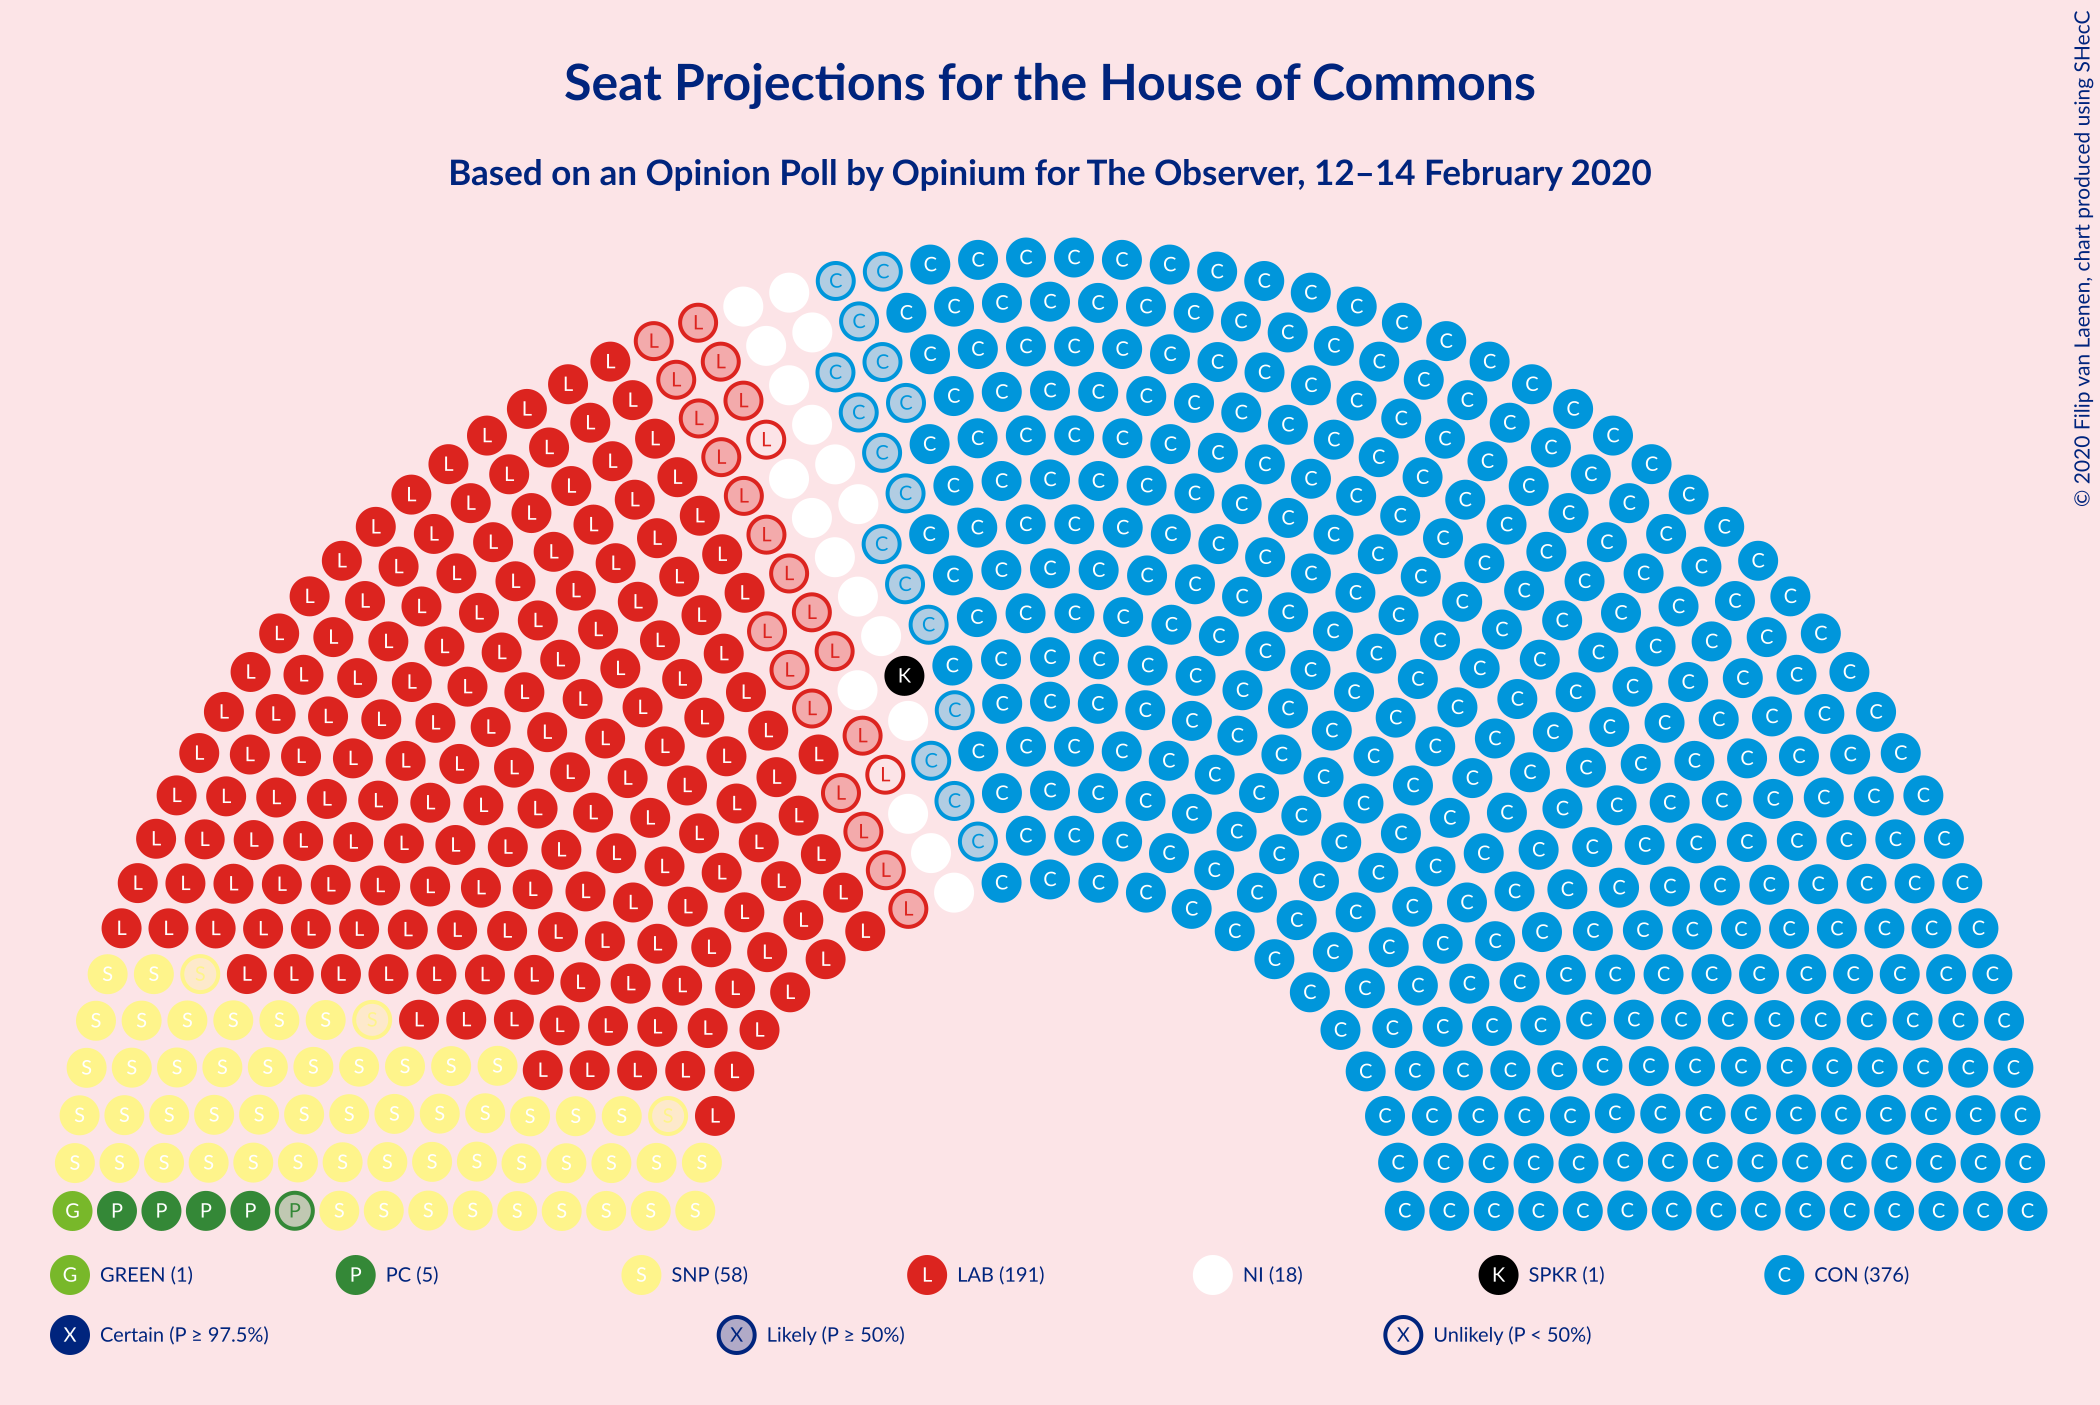 Seat Projections for the House of Commons
Based on an Opinion Poll by Opinium for The Observer, 12–14 February 2020
© 2020 Filip van Laenen, chart produced using SHecC
G GREEN (1) P PC (5) S SNP (58) L LAB (191) NI (18) K SPKR (1) C CON (376)
X Certain (P ≥ 97.5%) X Likely (P ≥ 50%) X Unlikely (P < 50%)